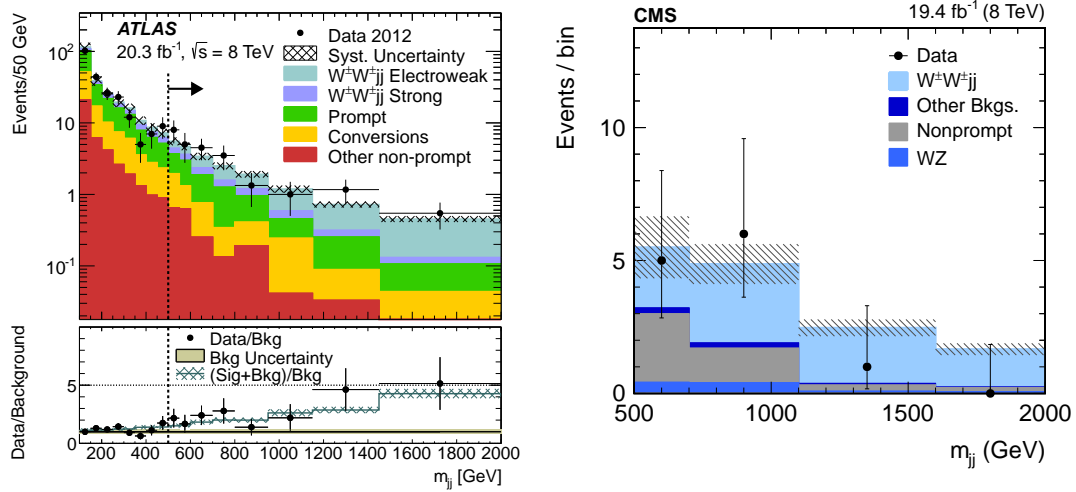 ATLAS
20.3 fb⁻¹, √s = 8 TeV
Data 2012
Syst. Uncertainty
W±W±jj Electroweak
W±W±jj Strong
Prompt
Conversions
Other non-prompt
Events/50 GeV
10²
10
1
10⁻¹
Data/Bkg
Bkg Uncertainty
(Sig+Bkg)/Bkg
Data/Background
5
0
200 400 600 800 1000 1200 1400 1600 1800 2000
m_jj [GeV]
CMS
19.4 fb⁻¹ (8 TeV)
Data
W±W±jj
Other Bkgs.
Nonprompt
WZ
Events / bin
10
5
0
500 1000 1500 2000
m_jj (GeV)